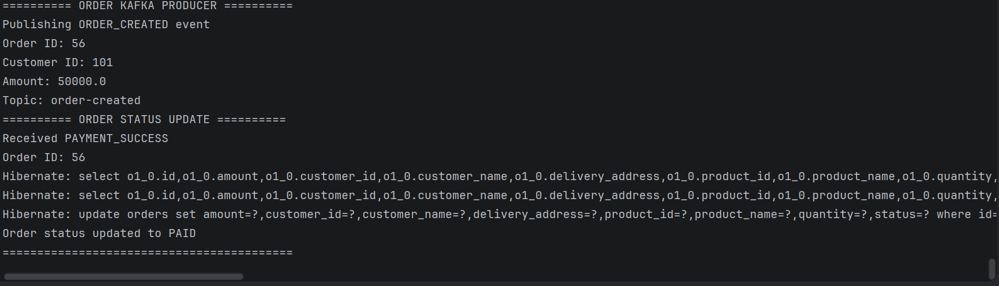 ========== ORDER KAFKA PRODUCER ==========
Publishing ORDER_CREATED event
Order ID: 56
Customer ID: 101
Amount: 50000.0
Topic: order-created
========== ORDER STATUS UPDATE ==========
Received PAYMENT_SUCCESS
Order ID: 56
Hibernate: select o1_0.id,o1_0.amount,o1_0.customer_id,o1_0.customer_name,o1_0.delivery_address,o1_0.product_id,o1_0.product_name,o1_0.quantity,
Hibernate: select o1_0.id,o1_0.amount,o1_0.customer_id,o1_0.customer_name,o1_0.delivery_address,o1_0.product_id,o1_0.product_name,o1_0.quantity,
Hibernate: update orders set amount=?,customer_id=?,customer_name=?,delivery_address=?,product_id=?,product_name=?,quantity=?,status=? where id=
Order status updated to PAID
==========================================